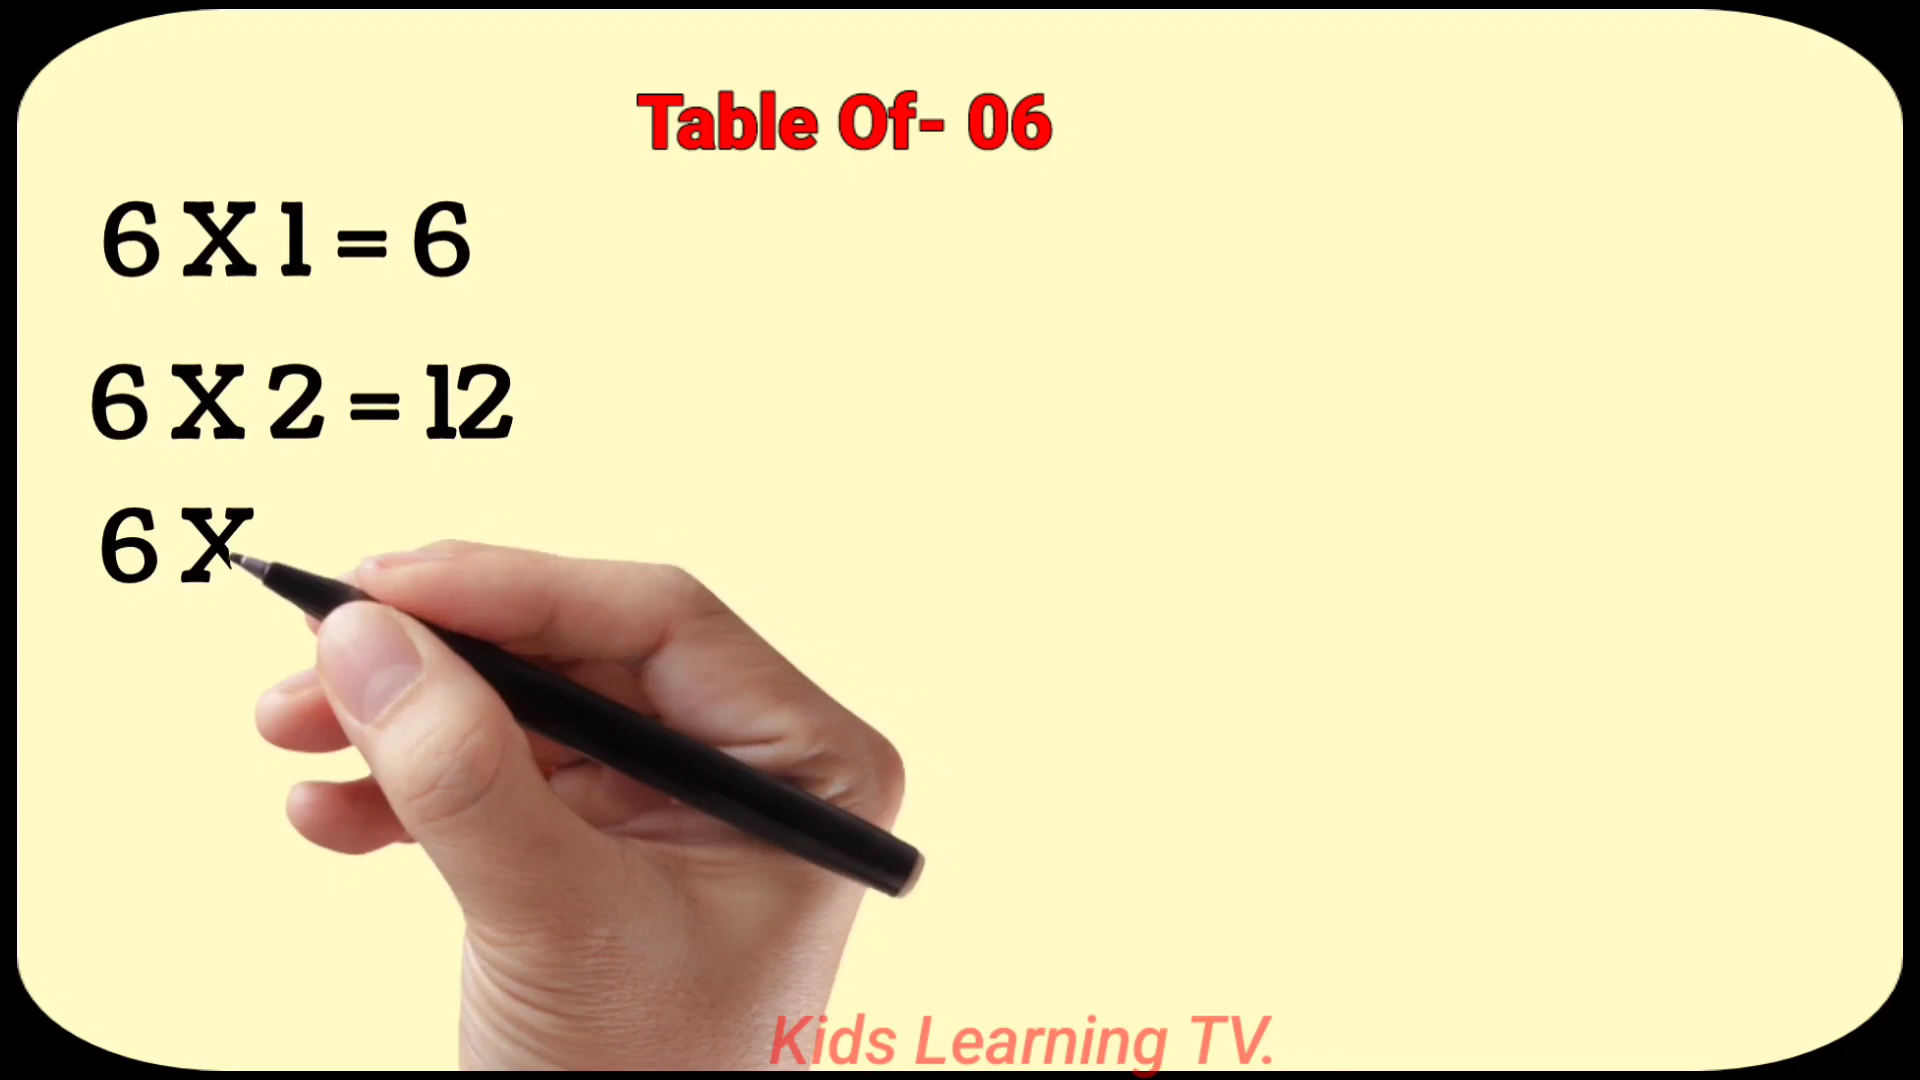 Table Of- 06
6 X 1 = 6
6 X 2 = 12
6 X
Kids Learning TV.